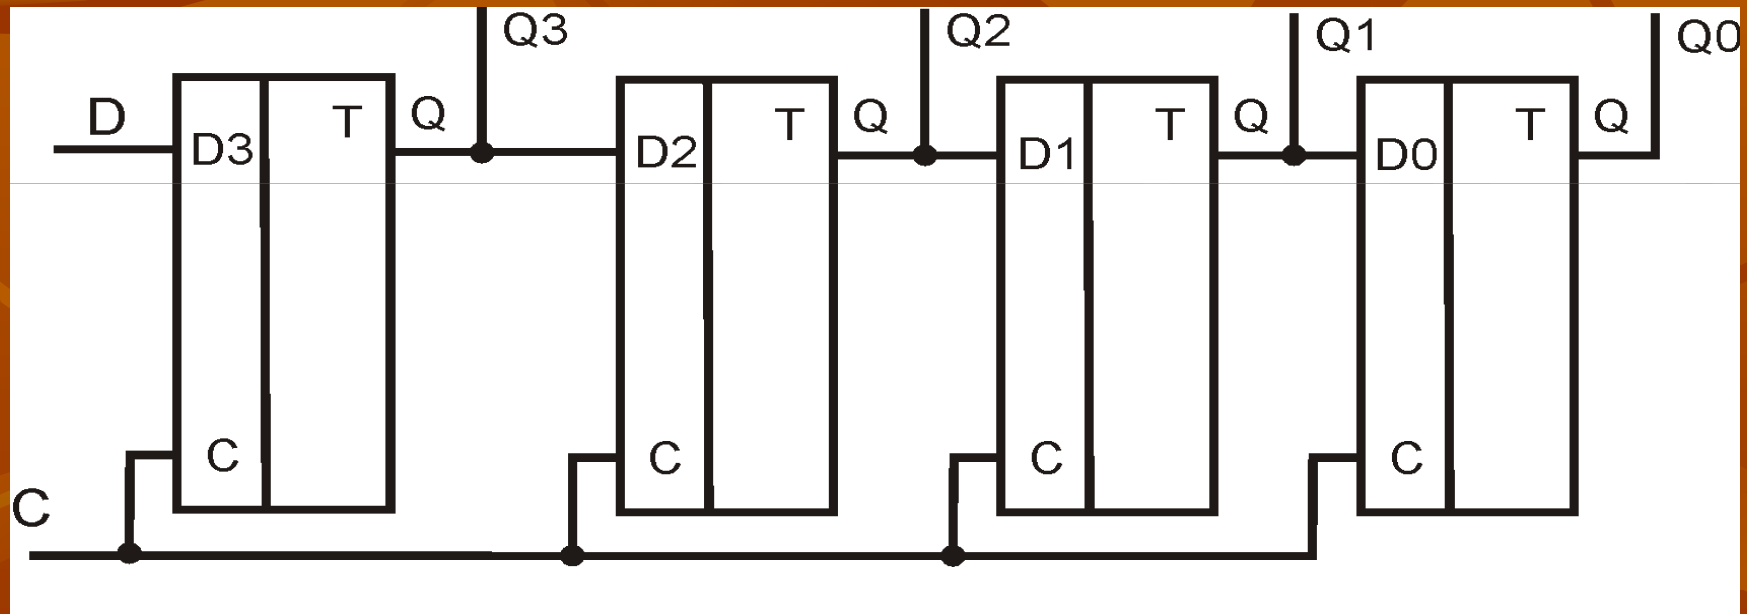 Q3 Q2 Q1 Q0
D D3 T Q D2 T Q D1 T Q D0 T Q
C C C C
C